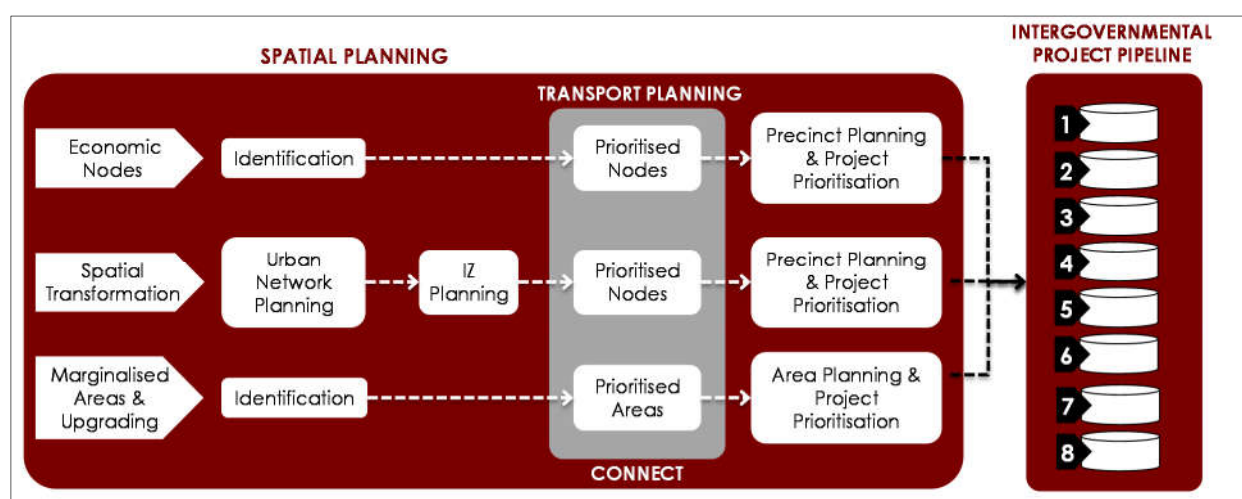 SPATIAL PLANNING
INTERGOVERNMENTAL
PROJECT PIPELINE
TRANSPORT PLANNING
Economic
Nodes
Identification
Prioritised
Nodes
Precinct Planning
& Project
Prioritisation
Spatial
Transformation
Urban
Network
Planning
IZ
Planning
Prioritised
Nodes
Precinct Planning
& Project
Prioritisation
Marginalised
Areas &
Upgrading
Identification
Prioritised
Areas
Area Planning &
Project
Prioritisation
CONNECT
1
2
3
4
5
6
7
8